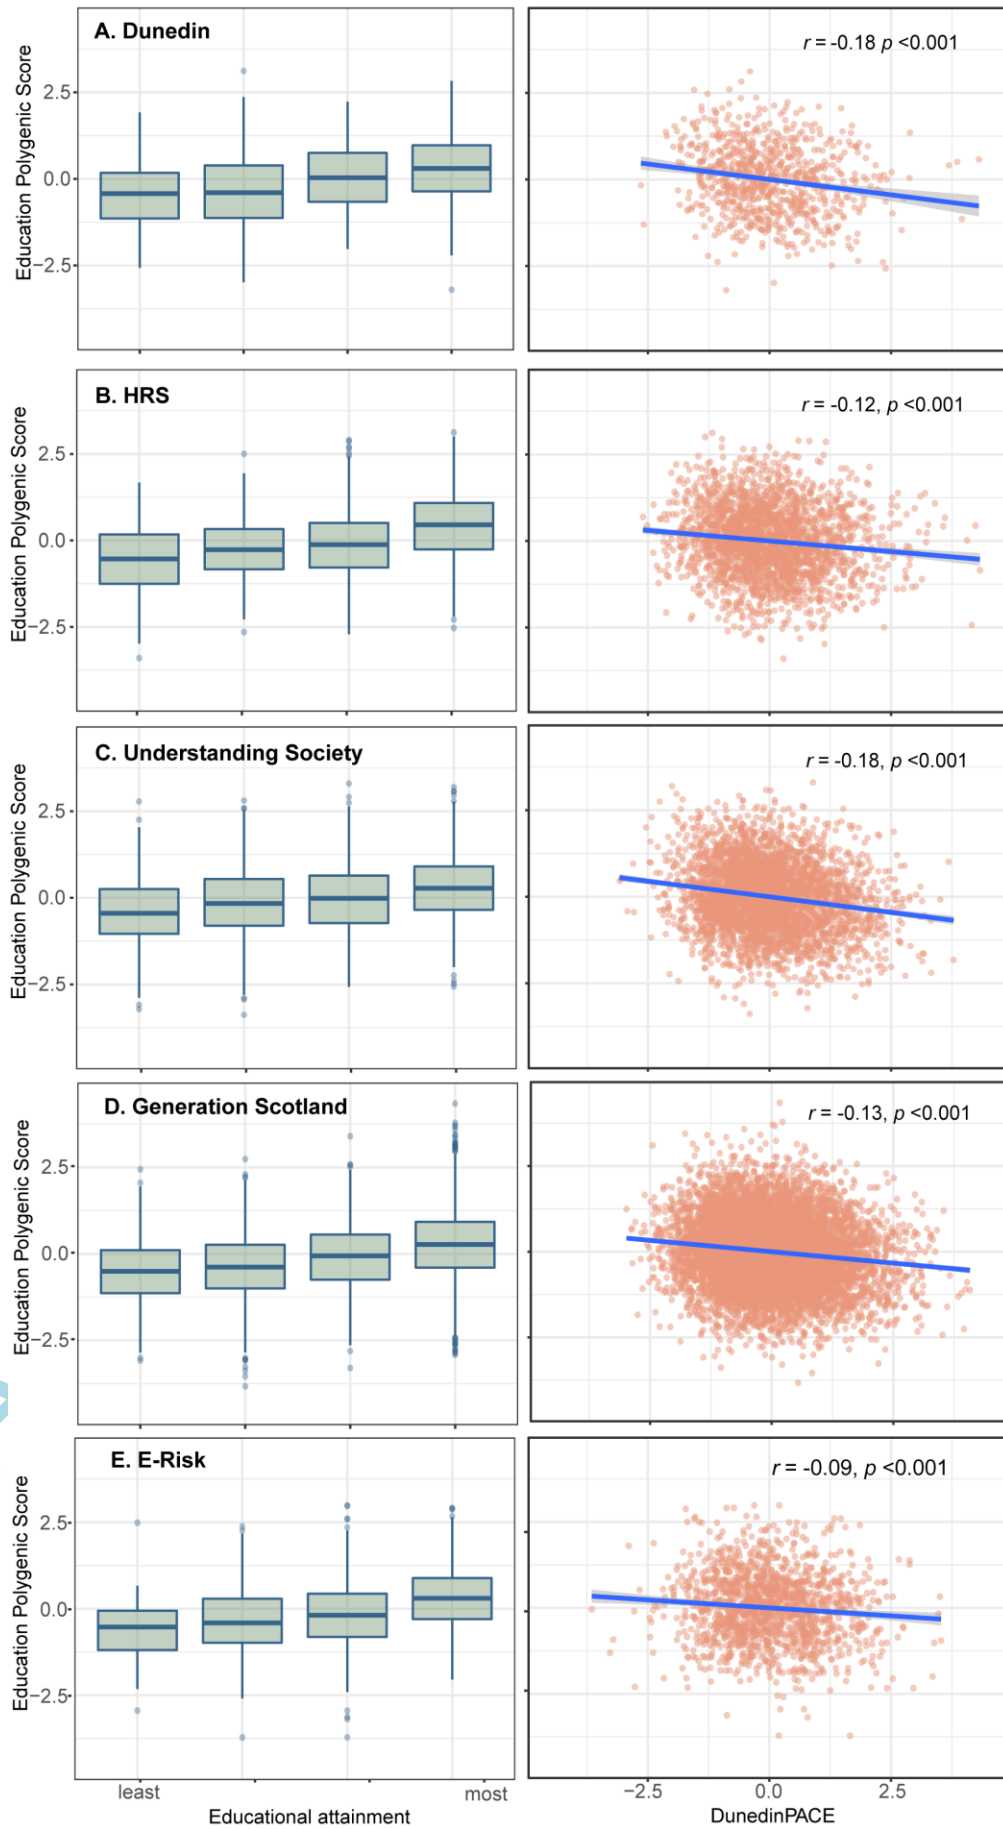 A. Dunedin
r = -0.18 p <0.001
Education Polygenic Score
2.5
0.0
−2.5
B. HRS
r = -0.12, p <0.001
Education Polygenic Score
2.5
0.0
−2.5
C. Understanding Society
r = -0.18, p <0.001
Education Polygenic Score
2.5
0.0
−2.5
D. Generation Scotland
r = -0.13, p <0.001
Education Polygenic Score
2.5
0.0
−2.5
E. E-Risk
r = -0.09, p <0.001
Education Polygenic Score
2.5
0.0
−2.5
least most
Educational attainment
−2.5 0.0 2.5
DunedinPACE